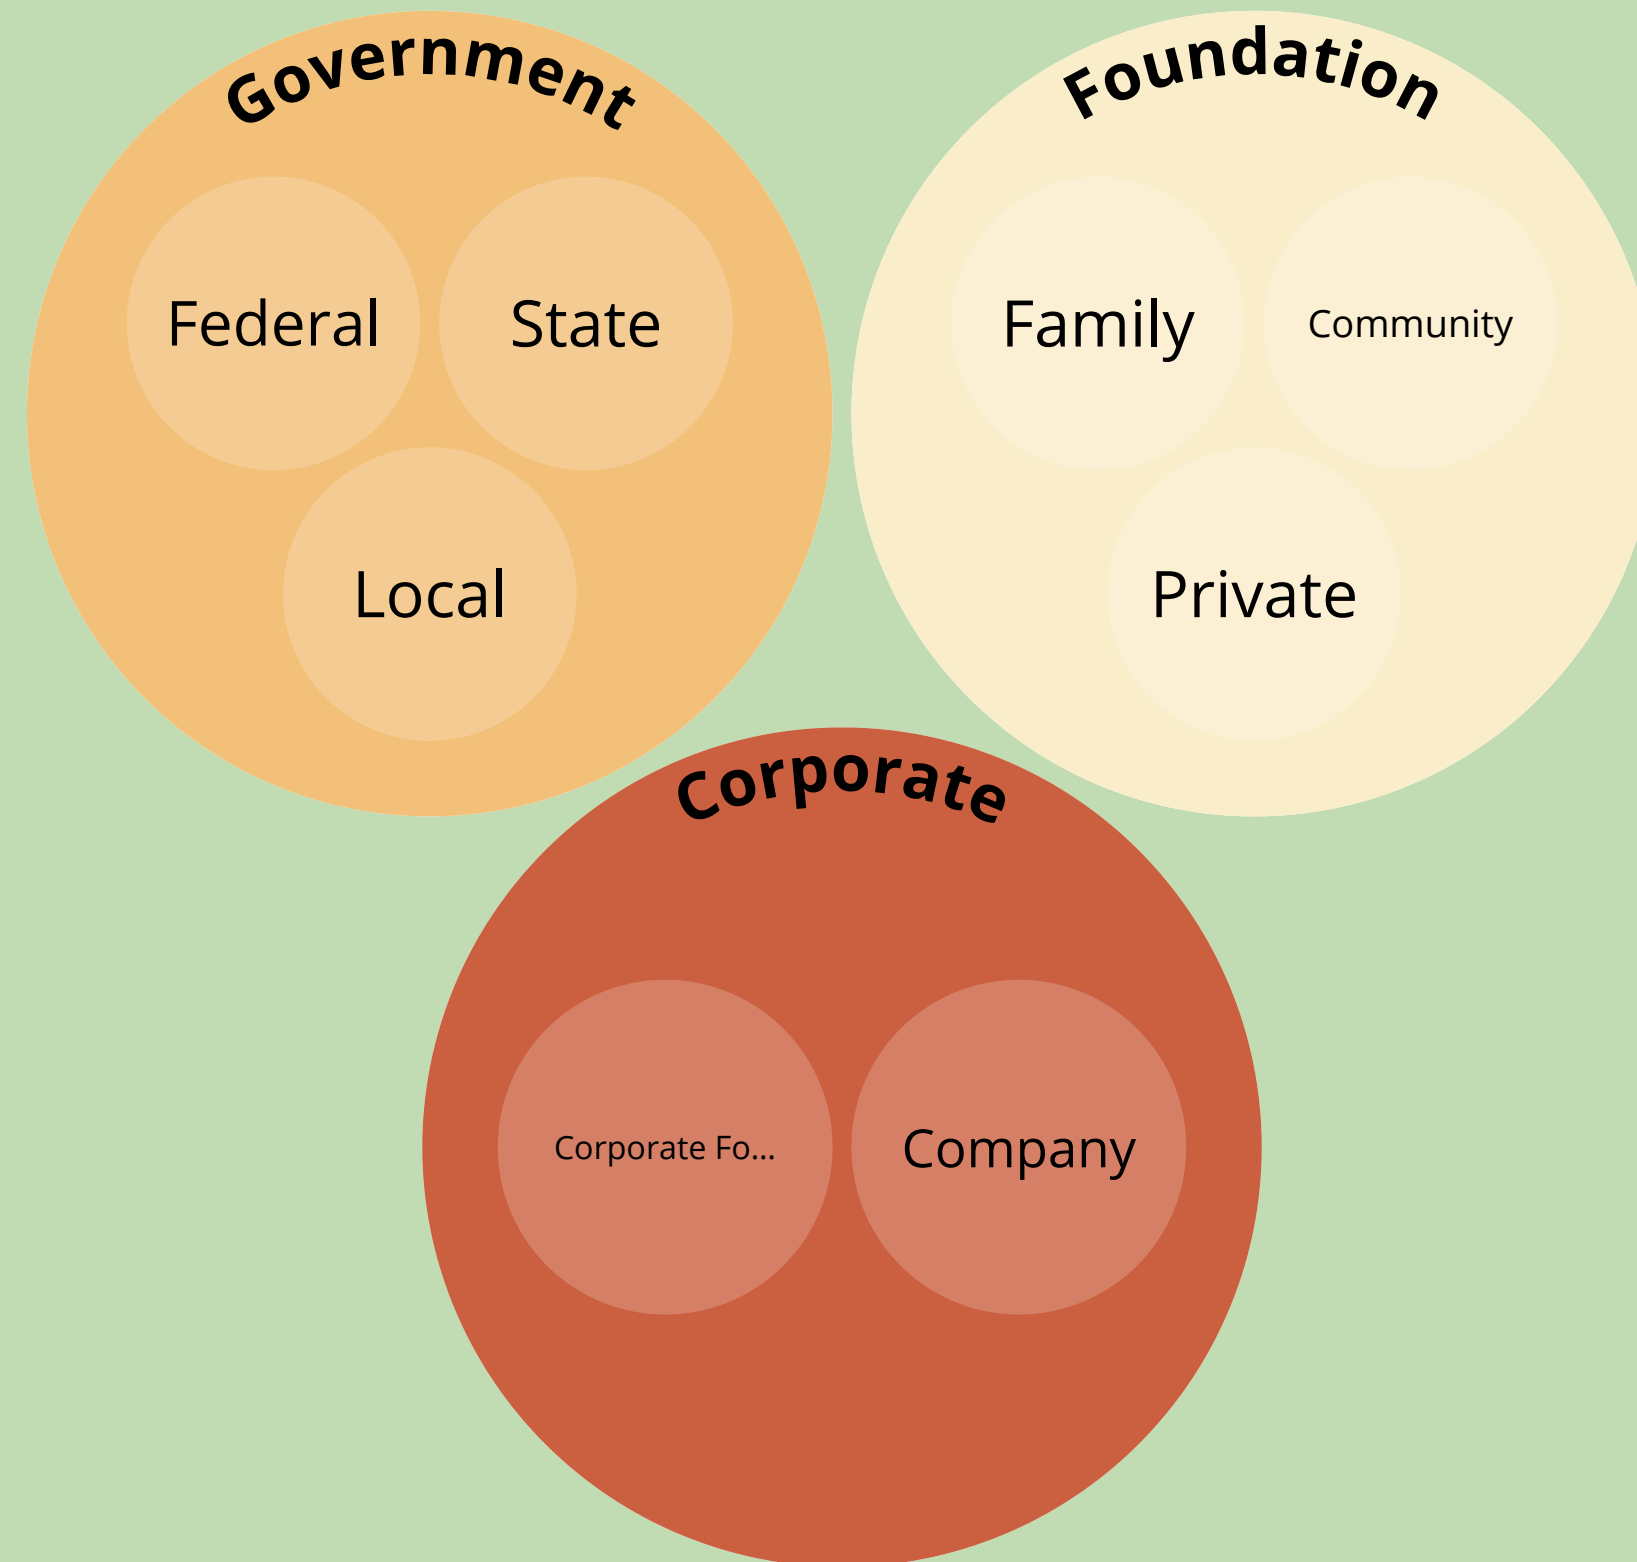 Government
Federal
State
Local
Foundation
Family
Community
Private
Corporate
Corporate Fo...
Company